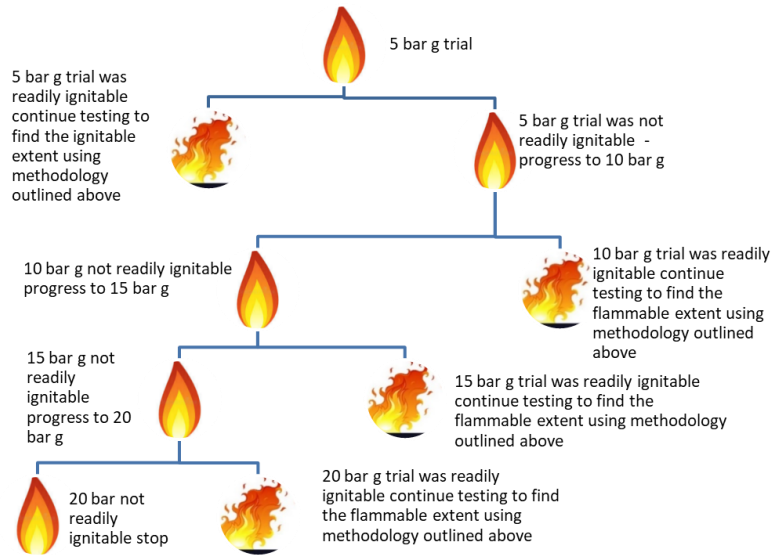 5 bar g trial
5 bar g trial was
readily ignitable
continue testing to
find the ignitable
extent using
methodology
outlined above
5 bar g trial was not
readily ignitable -
progress to 10 bar g
10 bar g not readily ignitable
progress to 15 bar g
10 bar g trial was readily
ignitable continue
testing to find the
flammable extent using
methodology outlined
above
15 bar g not
readily
ignitable
progress to 20
bar g
15 bar g trial was readily ignitable
continue testing to find the
flammable extent using methodology
outlined above
20 bar not
readily
ignitable stop
20 bar g trial was readily
ignitable continue testing to find
the flammable extent using
methodology outlined above